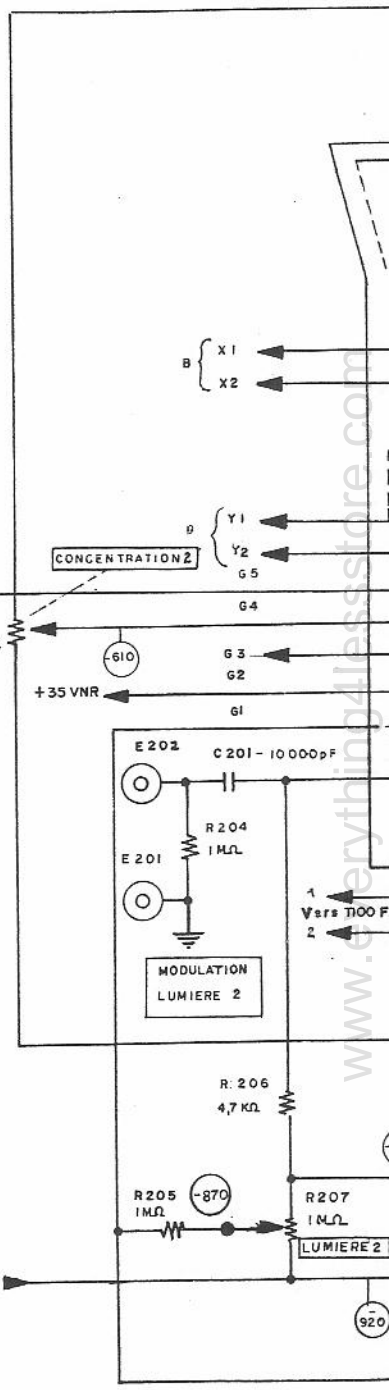 B { X1
X2
θ { Y1
Y2
CONCENTRATION 2
G5
G4
-610
G3
G2
+35 VNR
G1
E202
C201 - 10000pF
R204
1MΩ
E201
1
Vers T100 F
2
MODULATION
LUMIERE 2
R. 206
4,7 KΩ
R205
1MΩ
-870
R207
1MΩ
LUMIERE 2
-920
www.everything4lessstore.com